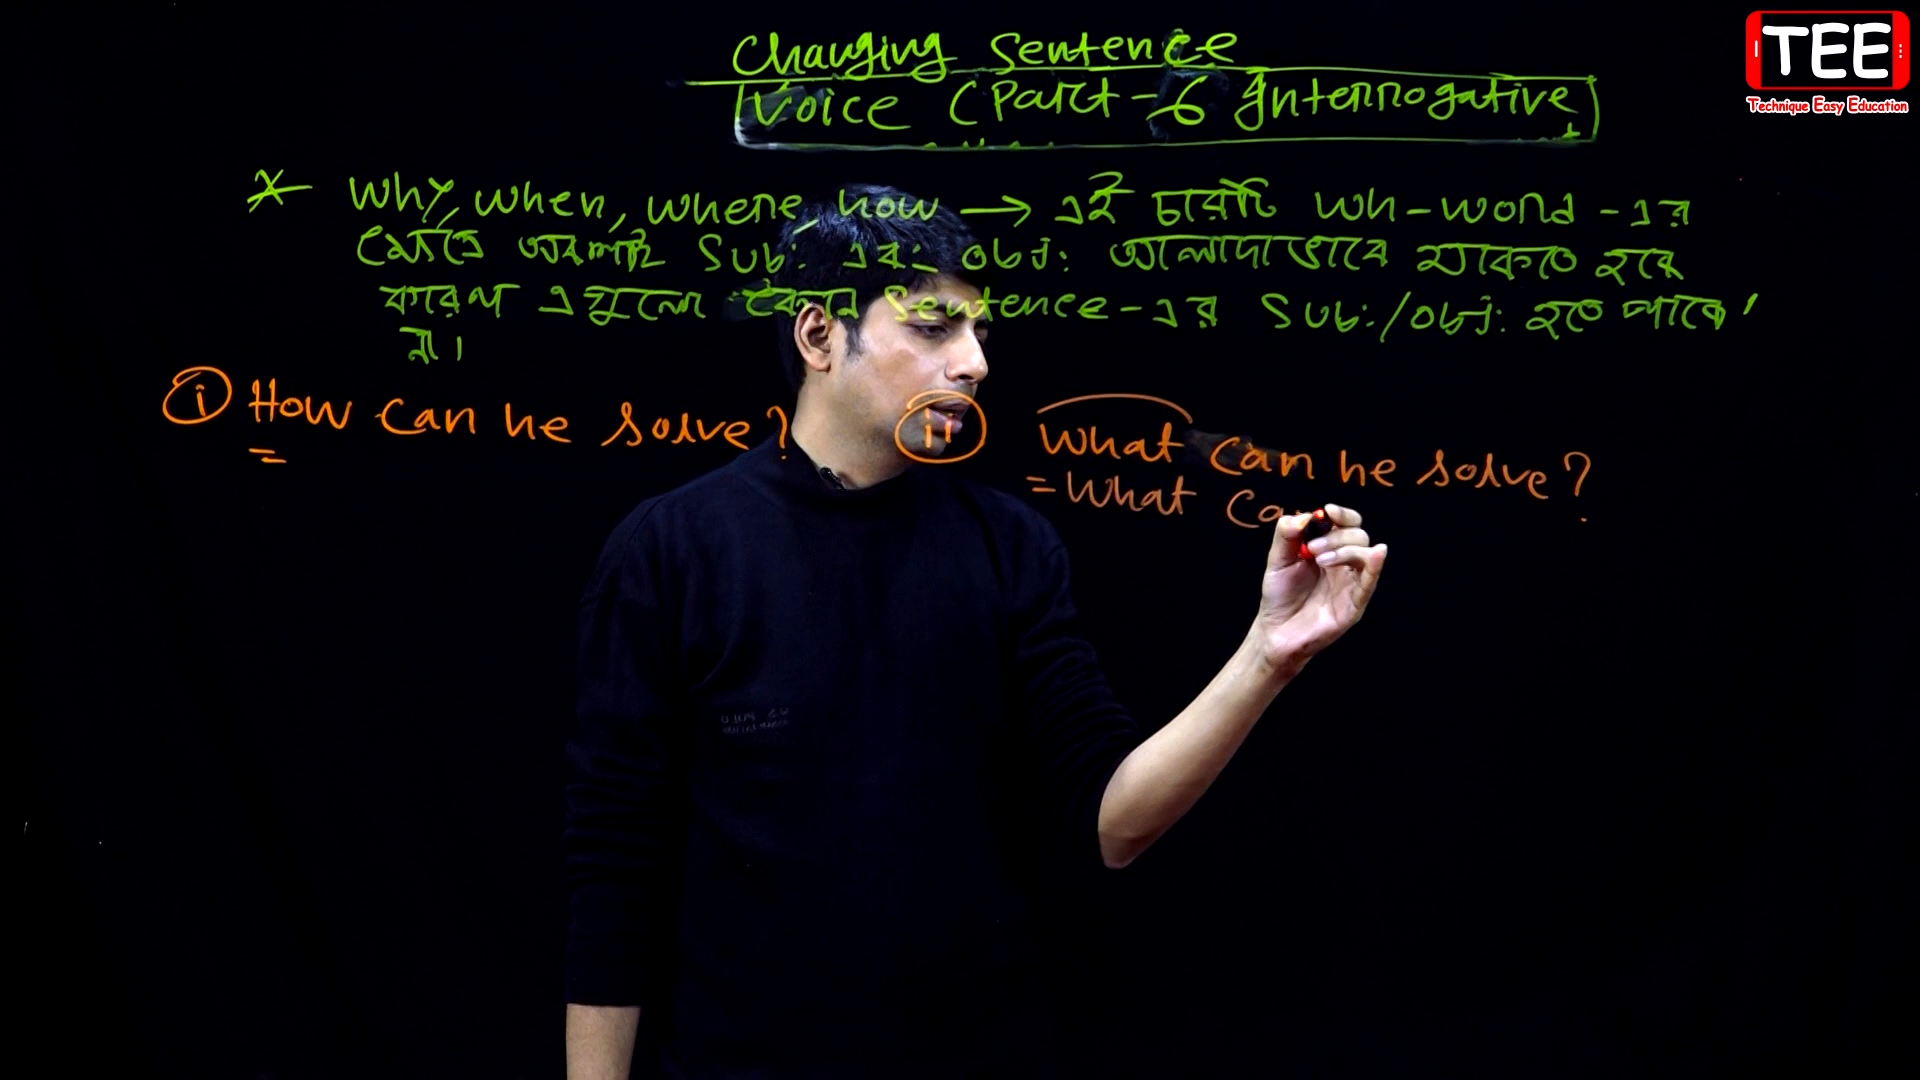 TEE
Technique Easy Education
Changing Sentence
Voice (Part-6 Interrogative)
* Why, when, where, how → এই চারটি wh-word-এর
ক্ষেত্রে অবশ্যই Sub: এবং obj: আলাদাভাবে থাকতে হবে
কারণ এগুলো কোন Sentence-এর Sub:/obj: হতে পারে
না।
i How can he solve?
=
ii What can he solve?
= What Ca